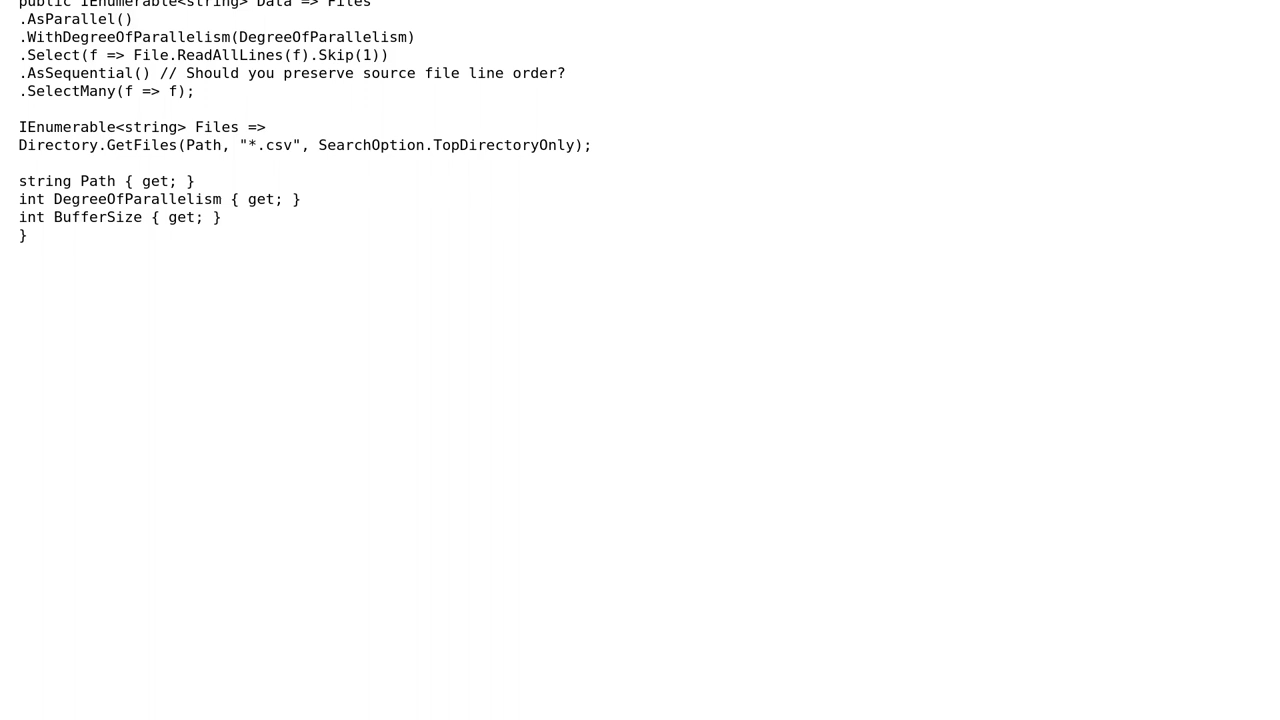 public IEnumerable<string> Data => Files
.AsParallel()
.WithDegreeOfParallelism(DegreeOfParallelism)
.Select(f => File.ReadAllLines(f).Skip(1))
.AsSequential() // Should you preserve source file line order?
.SelectMany(f => f);

IEnumerable<string> Files =>
Directory.GetFiles(Path, "*.csv", SearchOption.TopDirectoryOnly);

string Path { get; }
int DegreeOfParallelism { get; }
int BufferSize { get; }
}